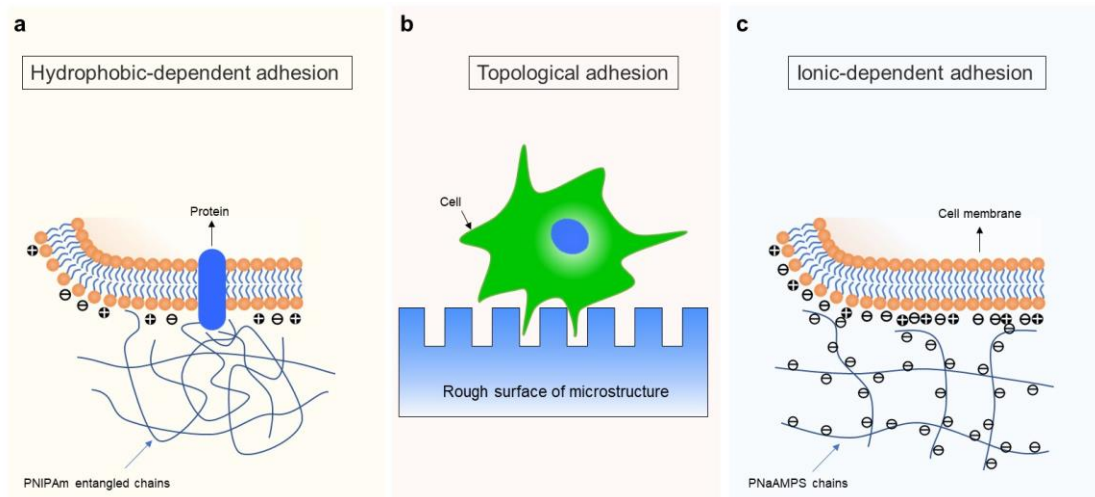 a
Hydrophobic-dependent adhesion
Protein
PNIPAm entangled chains
b
Topological adhesion
Cell
Rough surface of microstructure
c
Ionic-dependent adhesion
Cell membrane
PNaAMPS chains